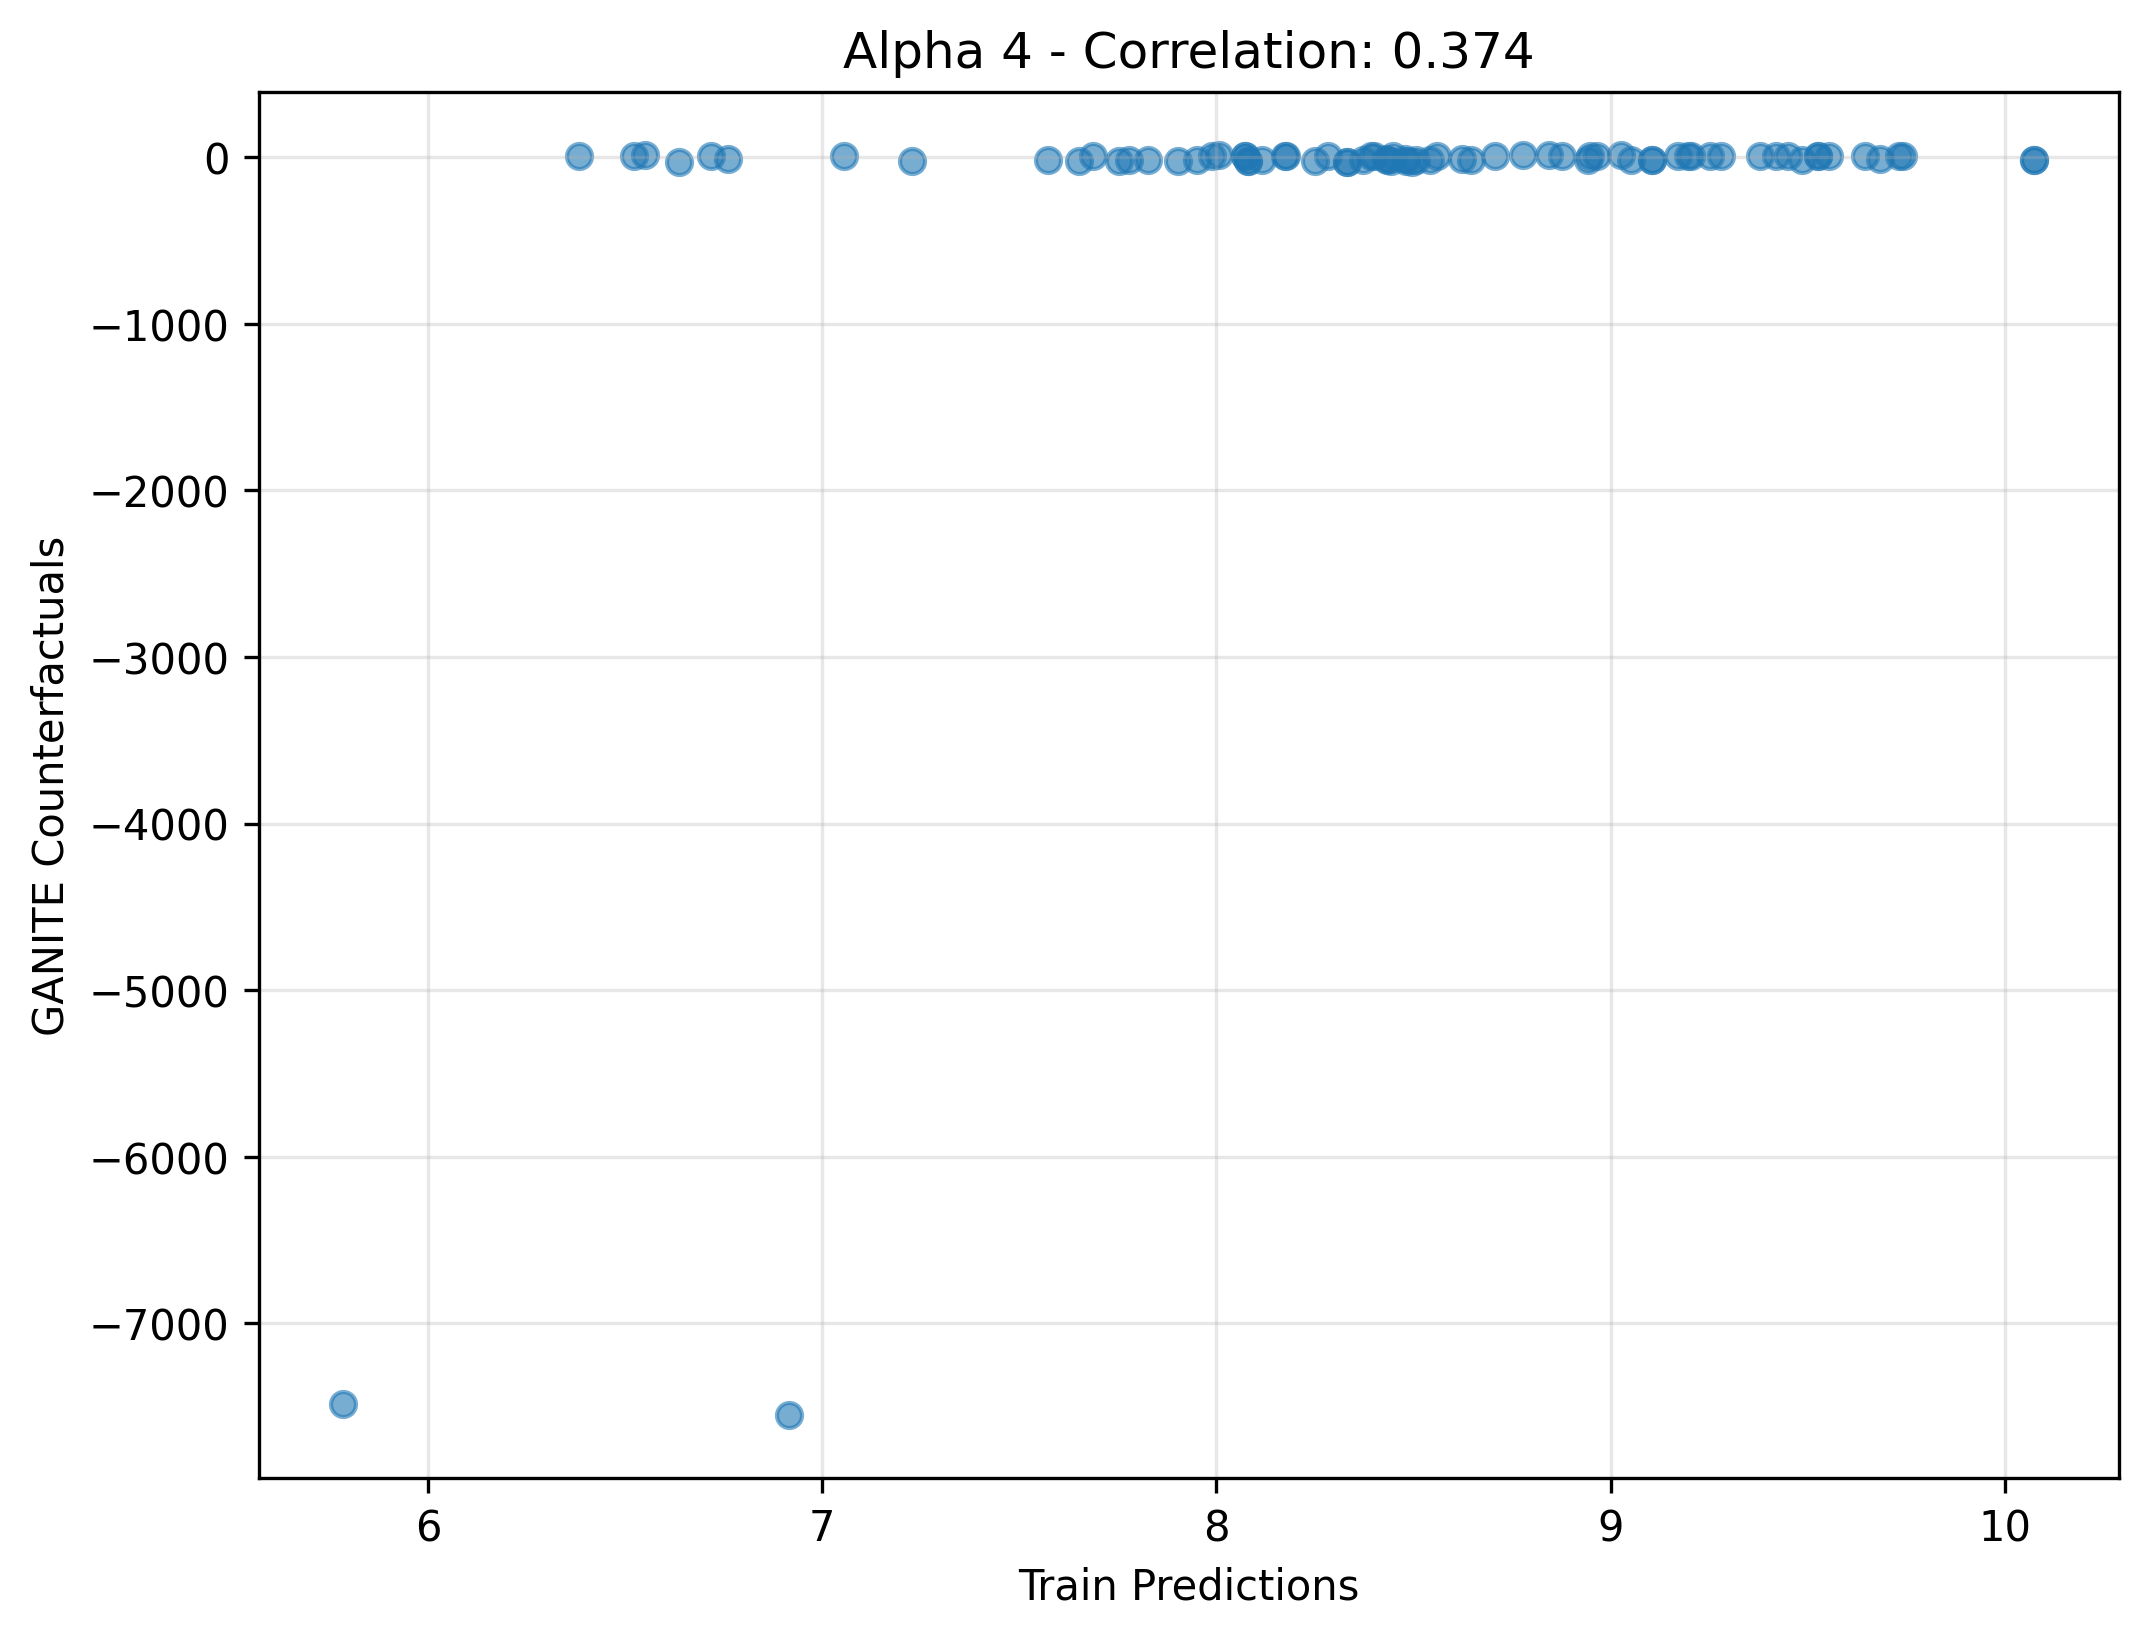 Alpha 4 - Correlation: 0.374
0
−1000
−2000
−3000
−4000
−5000
−6000
−7000
GANITE Counterfactuals
6 7 8 9 10
Train Predictions